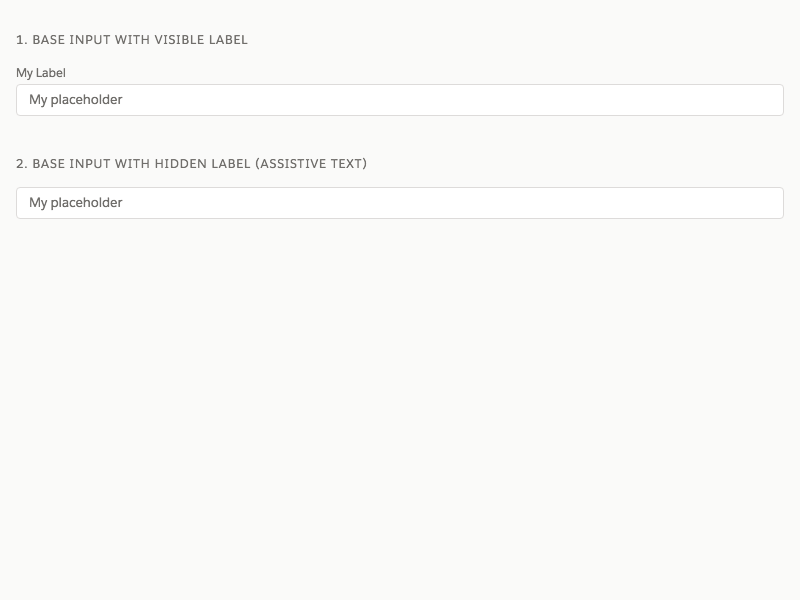 1. BASE INPUT WITH VISIBLE LABEL
My Label
My placeholder
2. BASE INPUT WITH HIDDEN LABEL (ASSISTIVE TEXT)
My placeholder